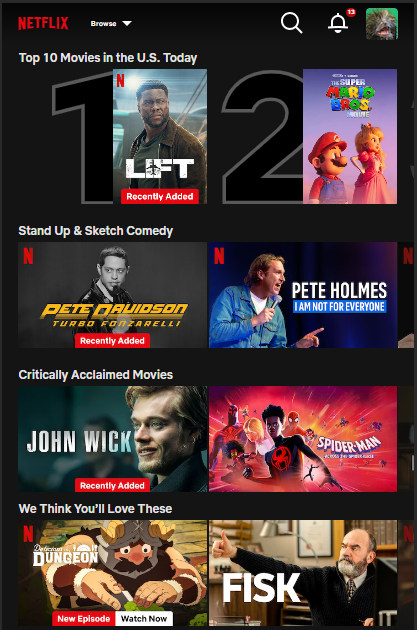 NETFLIX
Browse
13
Top 10 Movies in the U.S. Today
1
N
LIFT
Recently Added
2
THE SUPER
MARIO
BROS.
MOVIE
Stand Up & Sketch Comedy
N
PETE DAVIDSON
TURBO FONZARELLI
Recently Added
N
PETE HOLMES
I AM NOT FOR EVERYONE
Critically Acclaimed Movies
JOHN WICK
Recently Added
SPIDER-MAN
ACROSS THE SPIDER-VERSE
We Think You'll Love These
N
Delicious in
DUNGEON
New Episode
Watch Now
N
FISK